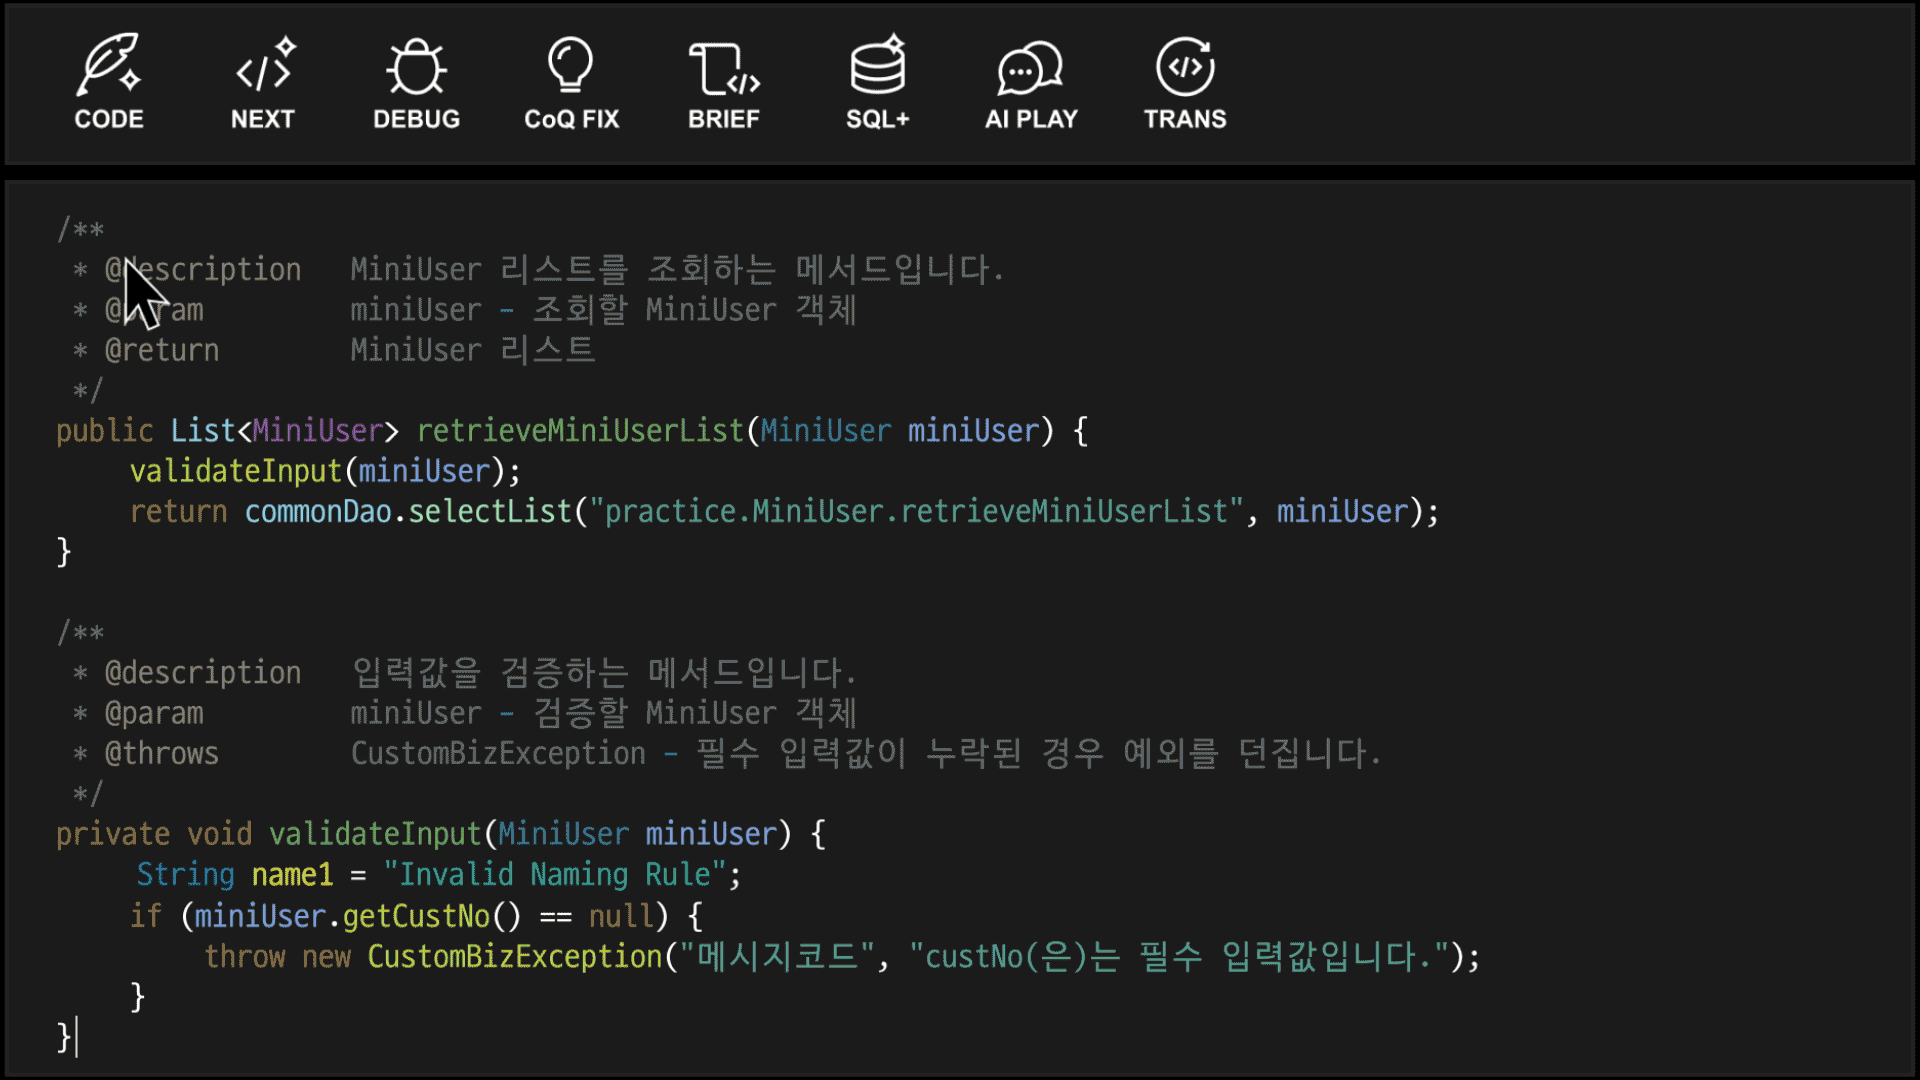 CODE NEXT DEBUG CoQ FIX BRIEF SQL+ AI PLAY TRANS
/**
 * @description   MiniUser 리스트를 조회하는 메서드입니다.
 * @param         miniUser - 조회할 MiniUser 객체
 * @return        MiniUser 리스트
 */
public List<MiniUser> retrieveMiniUserList(MiniUser miniUser) {
    validateInput(miniUser);
    return commonDao.selectList("practice.MiniUser.retrieveMiniUserList", miniUser);
}
/**
 * @description   입력값을 검증하는 메서드입니다.
 * @param         miniUser - 검증할 MiniUser 객체
 * @throws        CustomBizException - 필수 입력값이 누락된 경우 예외를 던집니다.
 */
private void validateInput(MiniUser miniUser) {
    String name1 = "Invalid Naming Rule";
    if (miniUser.getCustNo() == null) {
        throw new CustomBizException("메시지코드", "custNo(은)는 필수 입력값입니다.");
    }
}